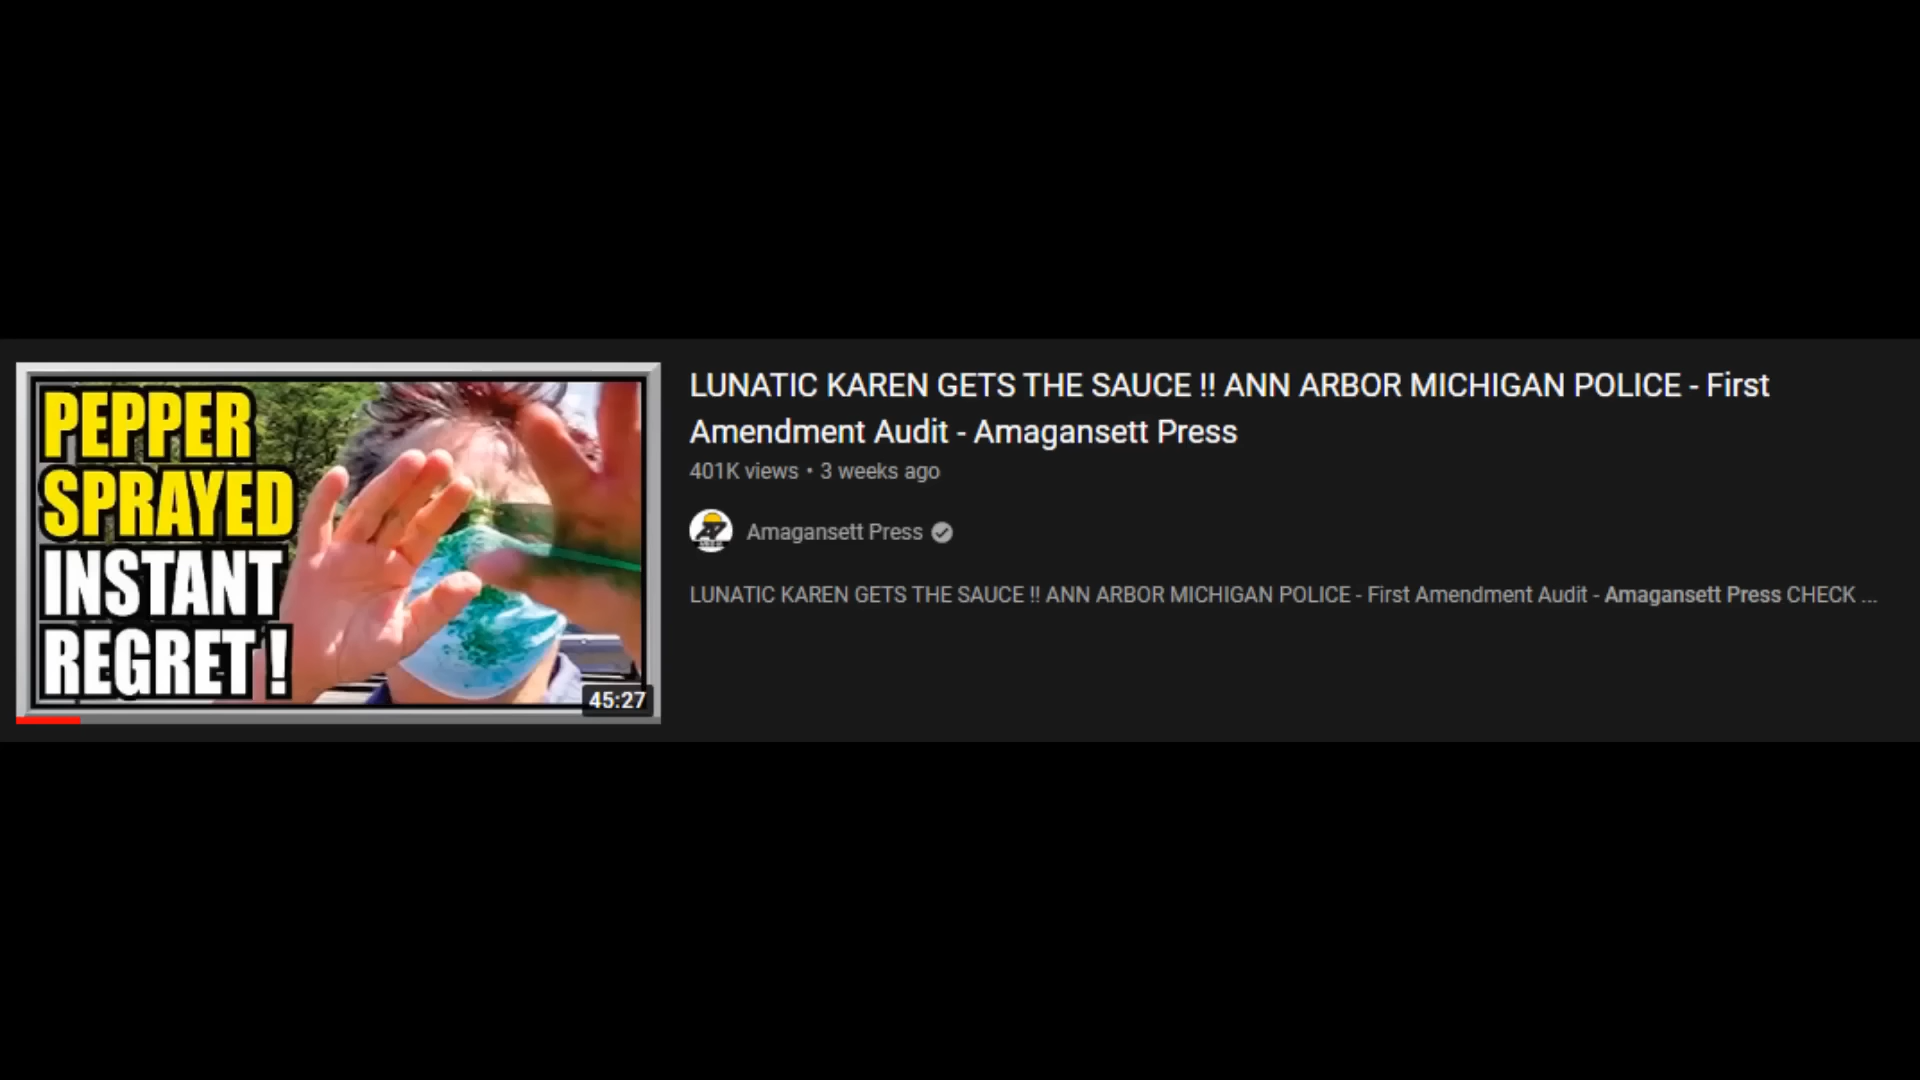 PEPPER
SPRAYED
INSTANT
REGRET !
45:27
LUNATIC KAREN GETS THE SAUCE !! ANN ARBOR MICHIGAN POLICE - First
Amendment Audit - Amagansett Press
401K views • 3 weeks ago
Amagansett Press
LUNATIC KAREN GETS THE SAUCE !! ANN ARBOR MICHIGAN POLICE - First Amendment Audit - Amagansett Press CHECK ...